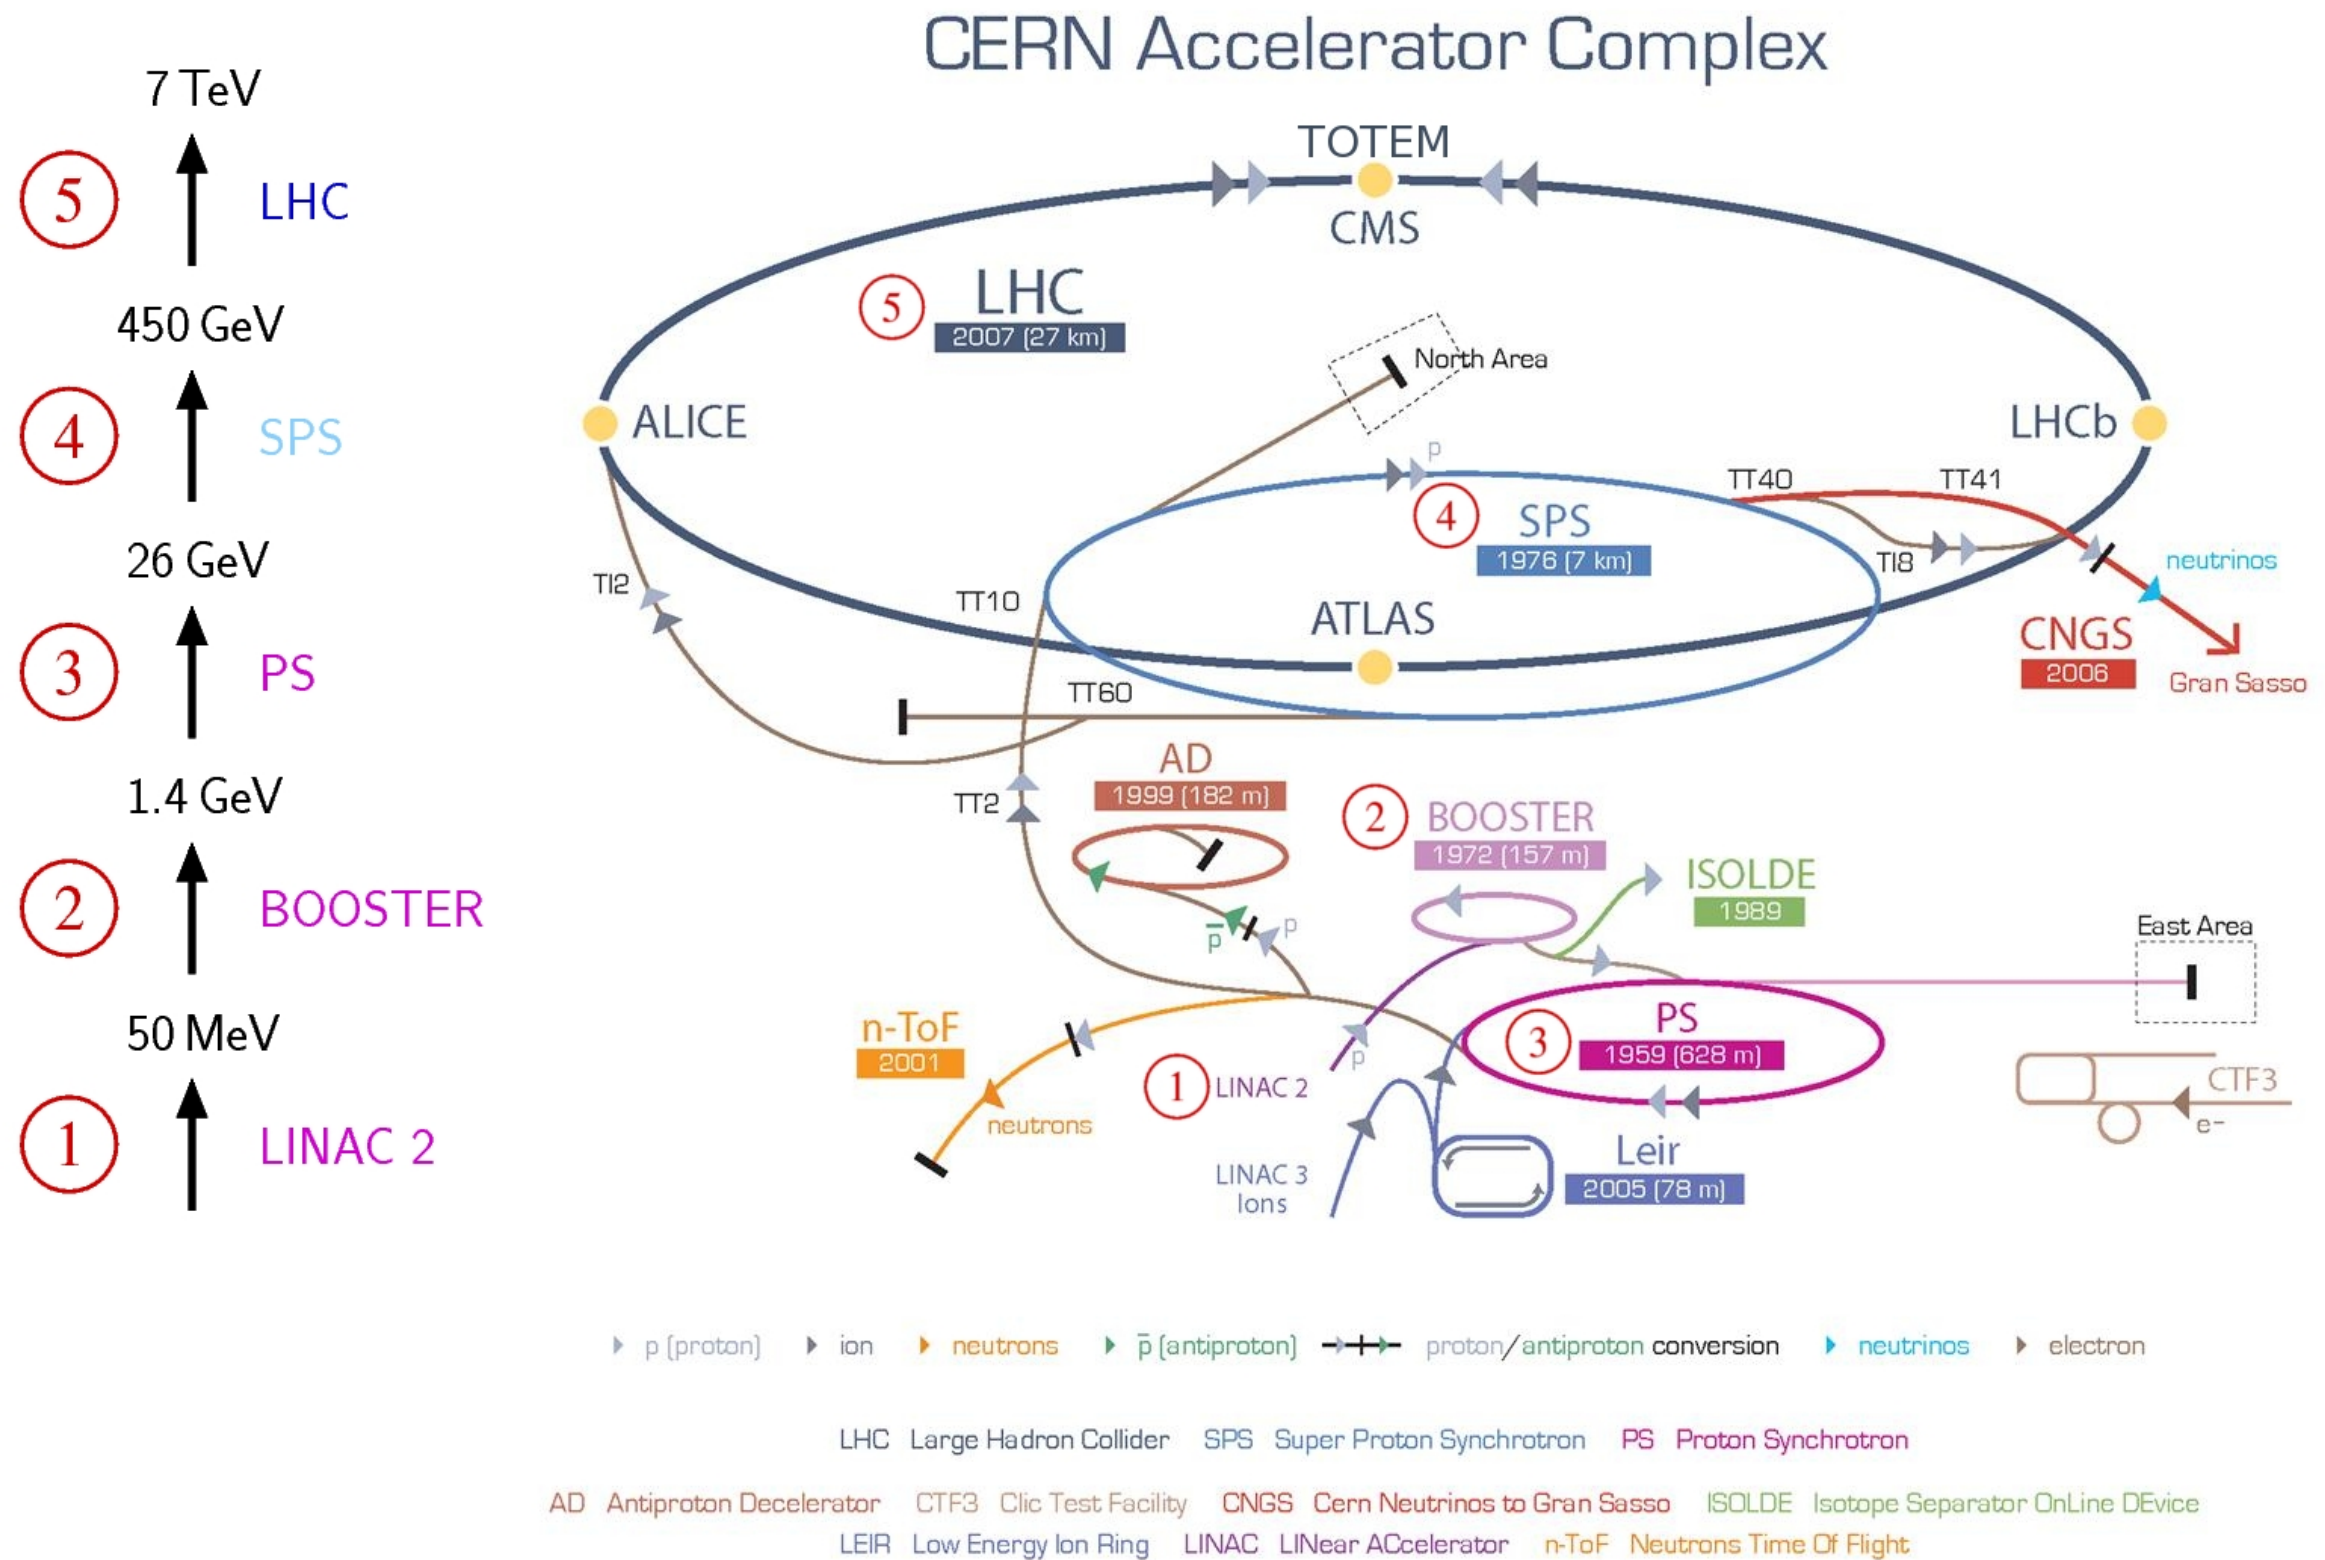 CERN Accelerator Complex
7 TeV
5
LHC
450 GeV
4
SPS
26 GeV
3
PS
1.4 GeV
2
BOOSTER
50 MeV
1
LINAC 2
TOTEM
CMS
5
LHC
2007 (27 km)
North Area
ALICE
LHCb
p
TT40
TT41
4
SPS
1976 (7 km)
TI8
neutrinos
TI2
TT10
ATLAS
CNGS
2006
Gran Sasso
TT60
AD
1999 (182 m)
TT2
2
BOOSTER
1972 (157 m)
ISOLDE
1989
p̅
p
East Area
n-ToF
2001
neutrons
p
1
LINAC 2
3
PS
1959 (628 m)
CTF3
e-
LINAC 3
Ions
Leir
2005 (78 m)
p (proton)
ion
neutrons
p̅ (antiproton)
proton/antiproton conversion
neutrinos
electron
LHC Large Hadron Collider SPS Super Proton Synchrotron PS Proton Synchrotron
AD Antiproton Decelerator CTF3 Clic Test Facility CNGS Cern Neutrinos to Gran Sasso ISOLDE Isotope Separator OnLine DEvice
LEIR Low Energy Ion Ring LINAC LINear ACcelerator n-ToF Neutrons Time Of Flight